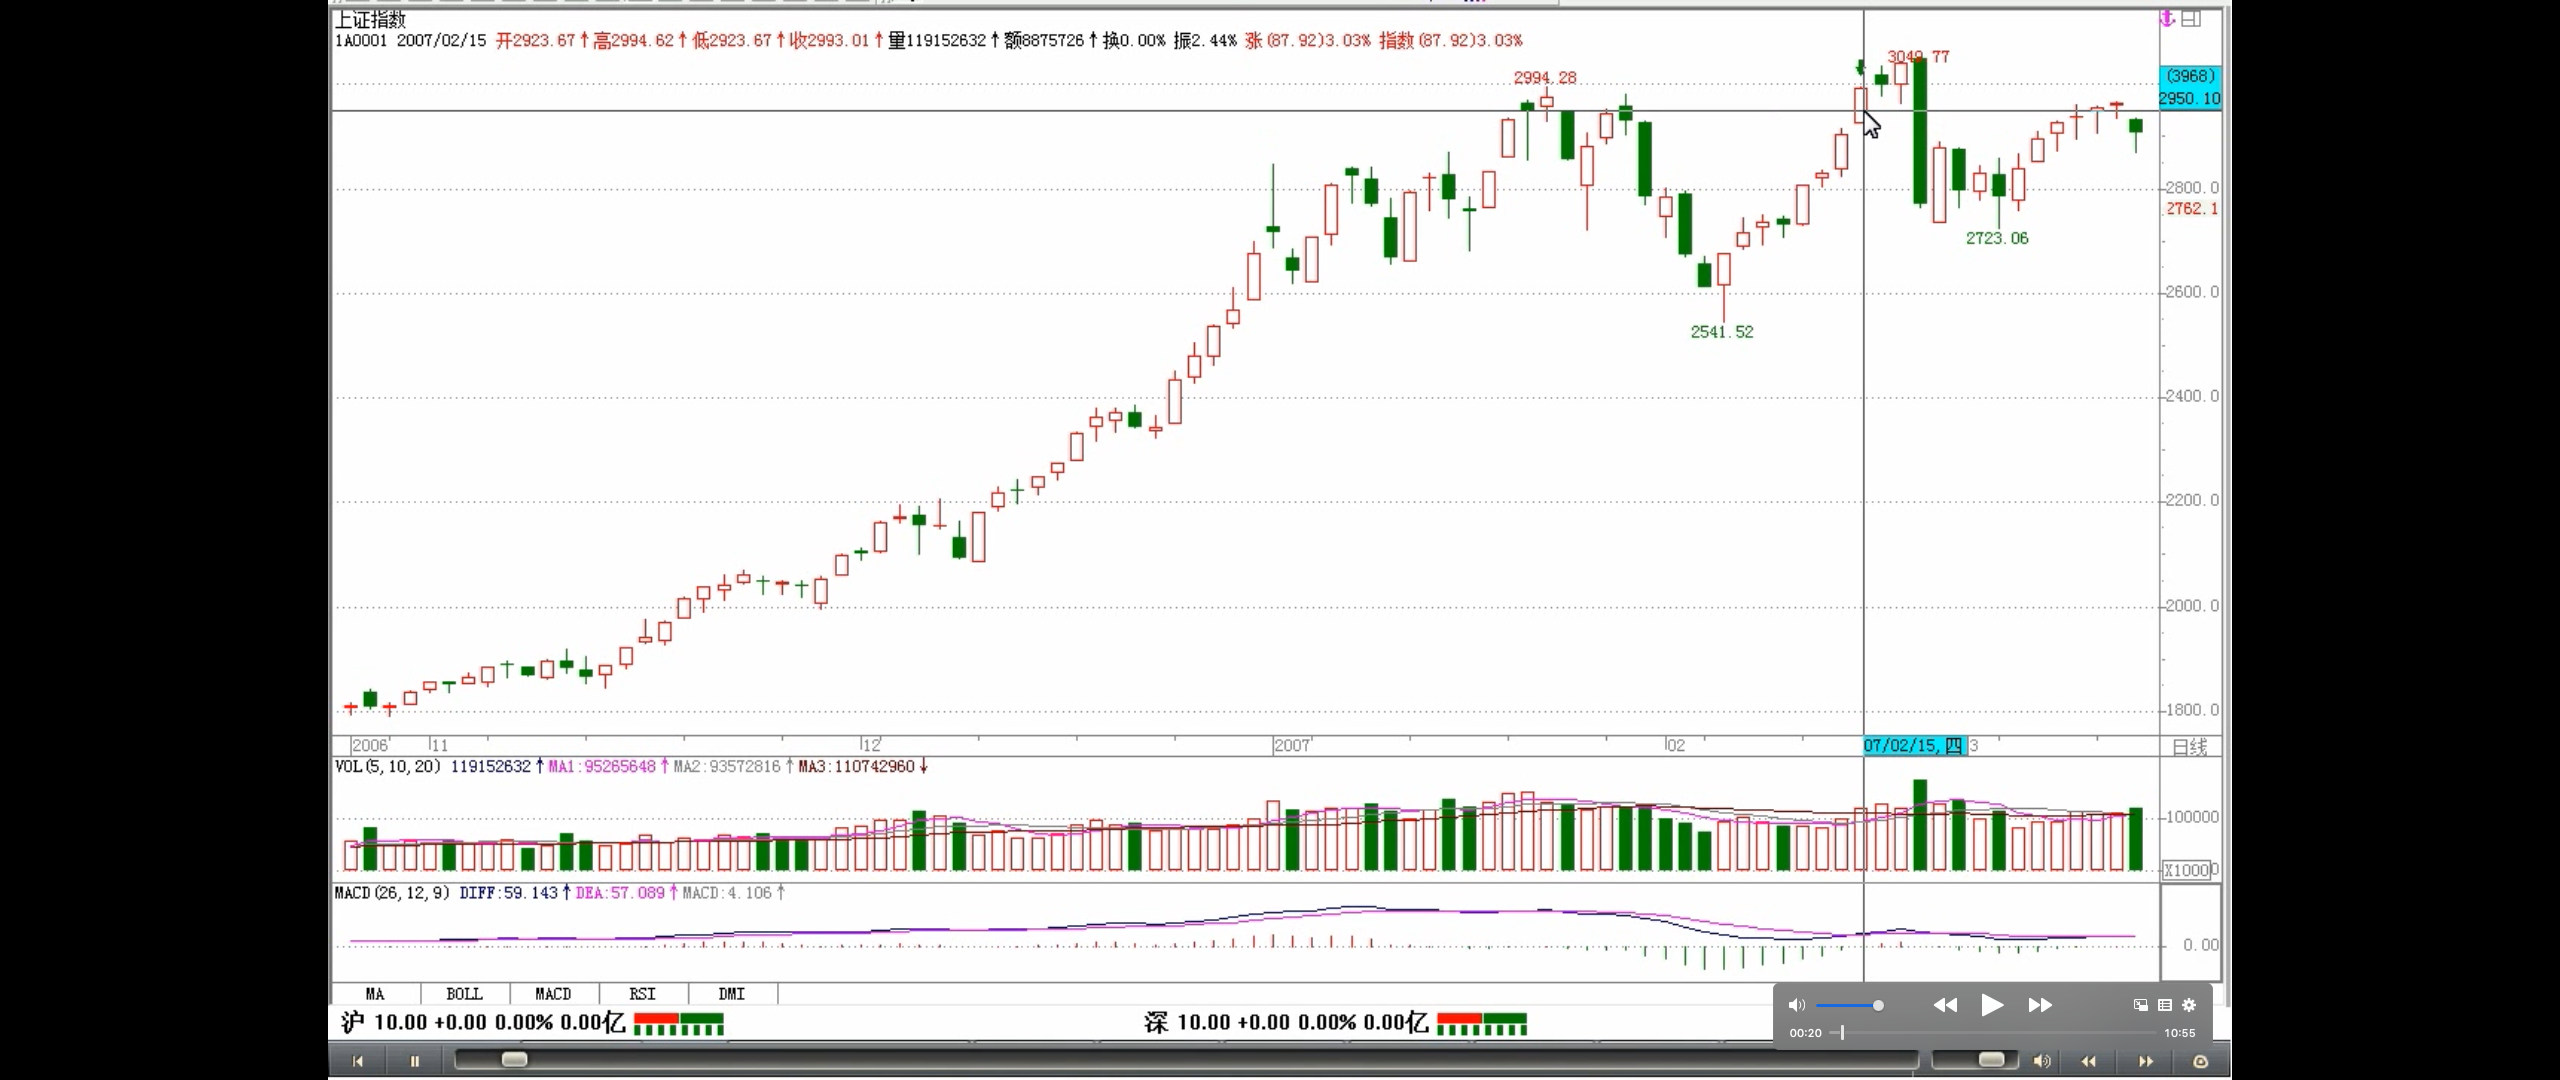 上证指数
1A0001 2007/02/15 开2923.67↑高2994.62↑低2923.67↑收2993.01↑量119152632↑额8875726↑换0.00% 振2.44% 涨(87.92)3.03% 指数(87.92)3.03%
3049.77
2994.28
(3968)
2950.10
2800.0
2762.1
2723.06
2600.0
2541.52
2400.0
2200.0
2000.0
1800.0
2006 11 12 2007 02 07/02/15,四 3 日线
VOL(5,10,20) 119152632↑MA1:95265648↑MA2:93572816↑MA3:110742960↓
100000
X10000
MACD(26,12,9) DIFF:59.143↑DEA:57.089↑MACD:4.106↑
0.00
MA BOLL MACD RSI DMI
沪 10.00 +0.00 0.00% 0.00亿 深 10.00 +0.00 0.00% 0.00亿
00:20 10:55